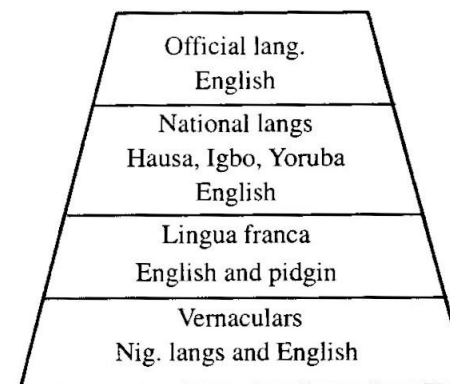 Official lang.
English
National langs
Hausa, Igbo, Yoruba
English
Lingua franca
English and pidgin
Vernaculars
Nig. langs and English